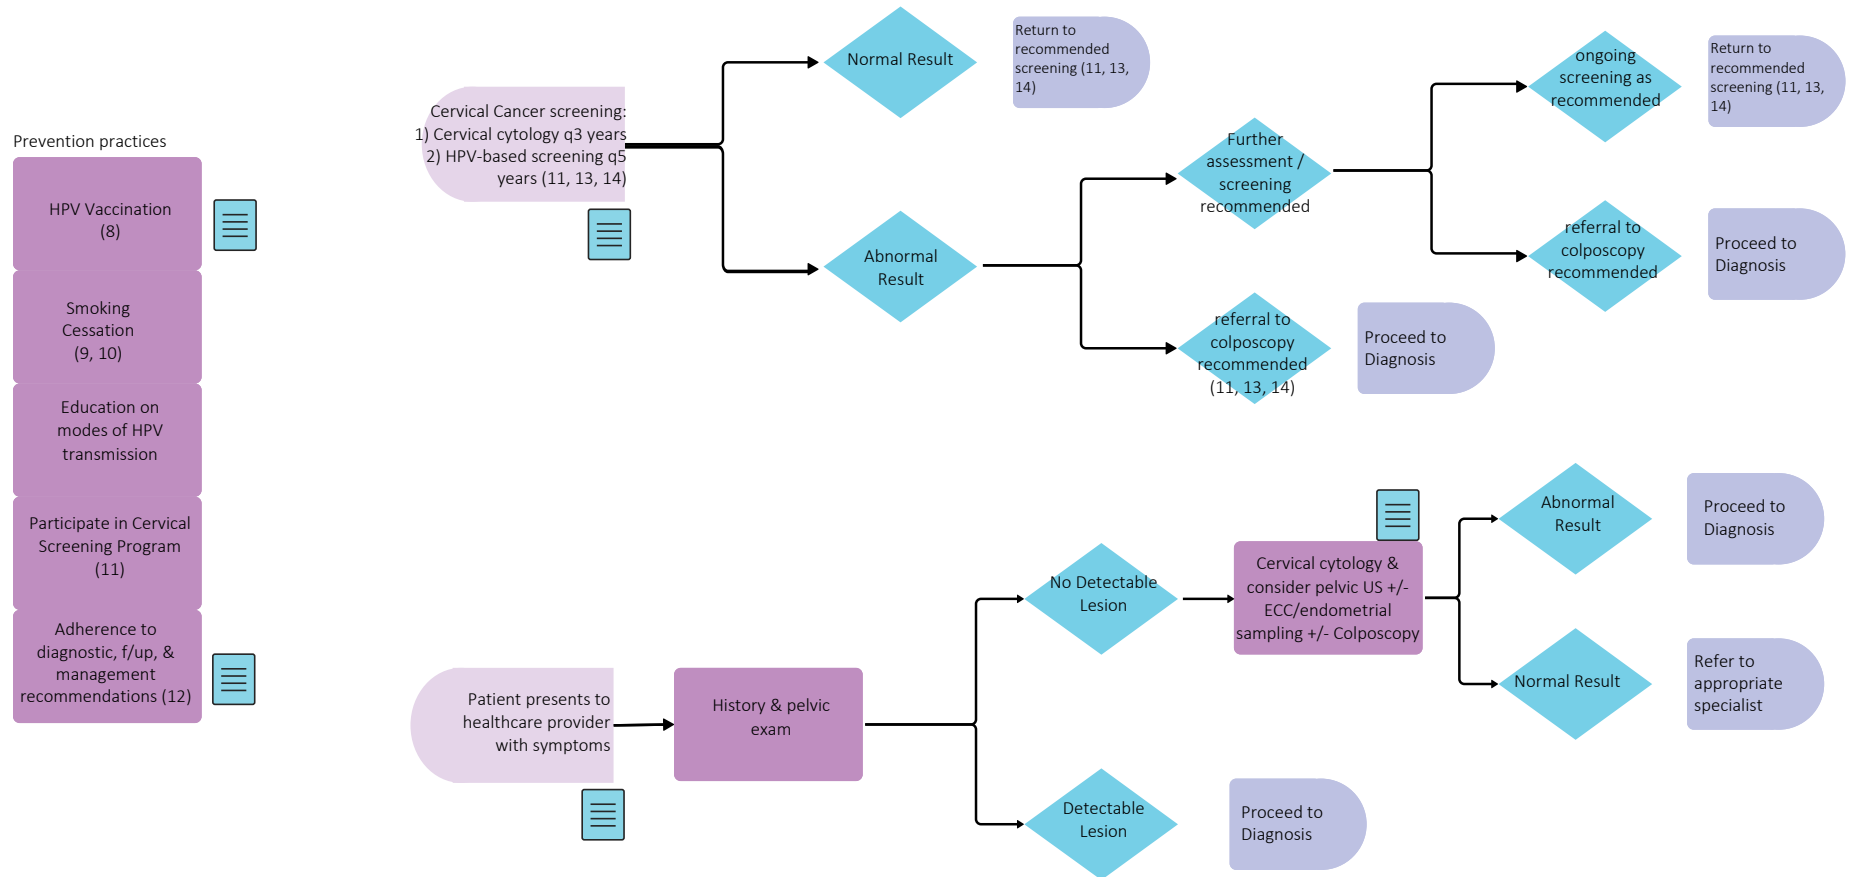 Prevention practices
HPV Vaccination
(8)
Smoking
Cessation
(9, 10)
Education on
modes of HPV
transmission
Participate in Cervical
Screening Program
(11)
Adherence to
diagnostic, f/up, &
management
recommendations (12)
Cervical Cancer screening:
1) Cervical cytology q3 years
2) HPV-based screening q5
years (11, 13, 14)
Normal Result
Return to
recommended
screening (11, 13,
14)
Abnormal
Result
Further
assessment /
screening
recommended
referral to
colposcopy
recommended
(11, 13, 14)
Proceed to
Diagnosis
ongoing
screening as
recommended
Return to
recommended
screening (11, 13,
14)
referral to
colposcopy
recommended
Proceed to
Diagnosis
Patient presents to
healthcare provider
with symptoms
History & pelvic
exam
No Detectable
Lesion
Cervical cytology &
consider pelvic US +/-
ECC/endometrial
sampling +/- Colposcopy
Abnormal
Result
Proceed to
Diagnosis
Normal Result
Refer to
appropriate
specialist
Detectable
Lesion
Proceed to
Diagnosis